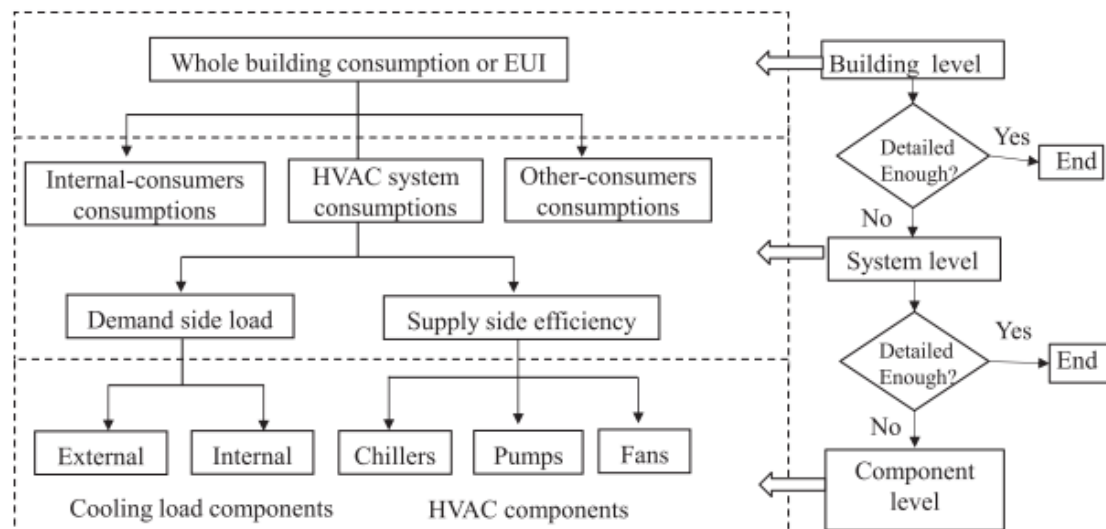 Whole building consumption or EUI
Building level
Detailed
Enough?
Yes
End
No
Internal-consumers
consumptions
HVAC system
consumptions
Other-consumers
consumptions
System level
Demand side load
Supply side efficiency
Detailed
Enough?
Yes
End
No
External
Internal
Chillers
Pumps
Fans
Component
level
Cooling load components
HVAC components